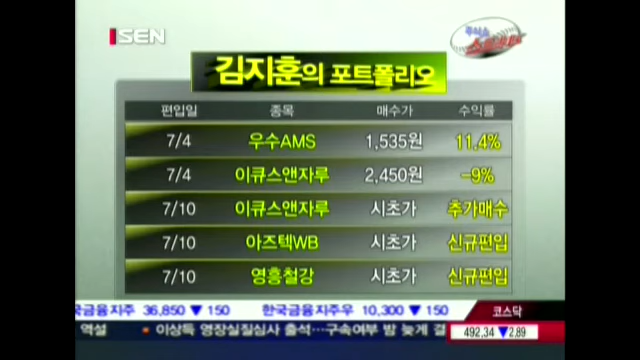 SEN
김지훈의 포트폴리오
편입일 종목 매수가 수익률
7/4 우수AMS 1,535원 11.4%
7/4 이큐스앤자루 2,450원 -9%
7/10 이큐스앤자루 시초가 추가매수
7/10 아즈텍WB 시초가 신규편입
7/10 영흥철강 시초가 신규편입
국금융지주 36,850 ▼ 150 한국금융지주우 10,300 ▼ 150 코스닥
역설 • 이상득 영장실질심사 출석…구속여부 밤 늦게 결 492.34 ▼2.89